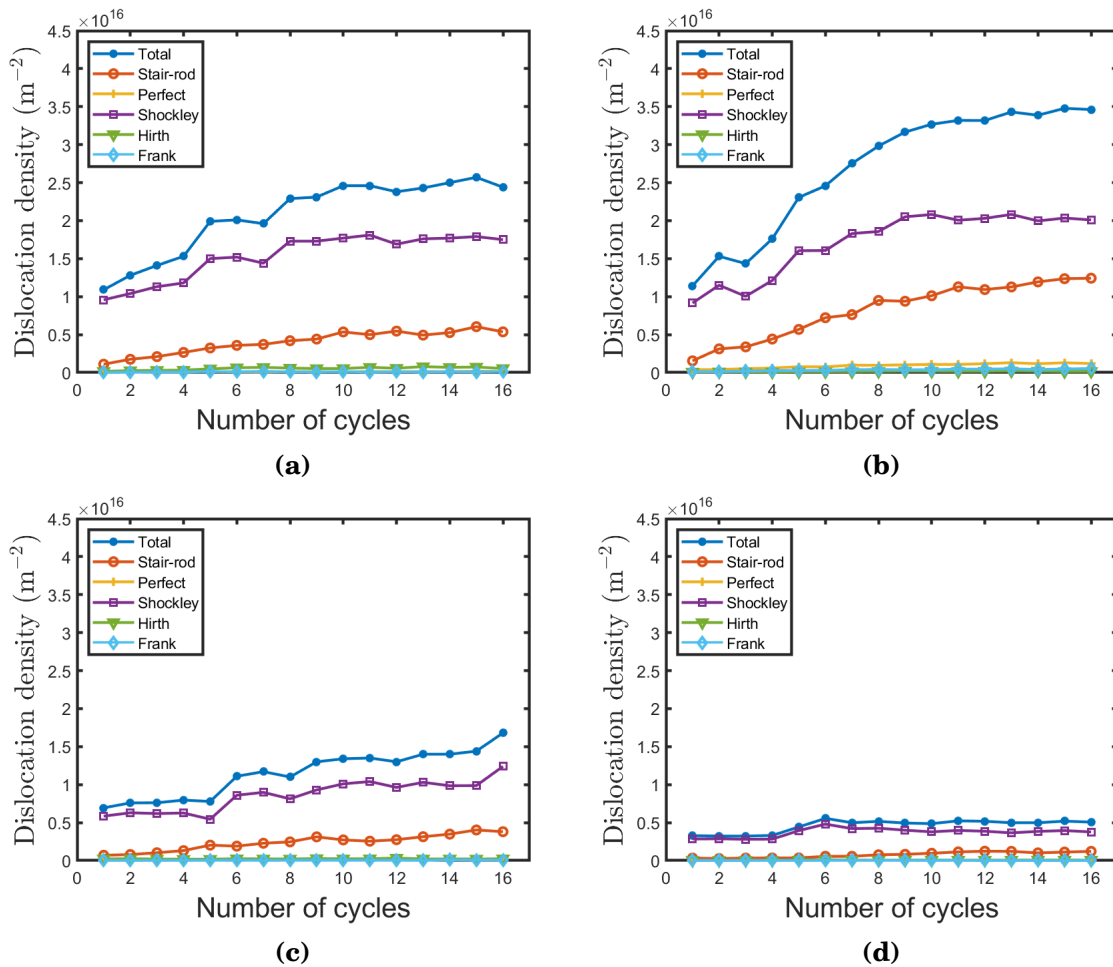 ×10^16
4.5
4
3.5
3
2.5
2
1.5
1
0.5
0
Dislocation density (m^−2)
Total
Stair-rod
Perfect
Shockley
Hirth
Frank
0 2 4 6 8 10 12 14 16
Number of cycles
(a)
×10^16
4.5
4
3.5
3
2.5
2
1.5
1
0.5
0
Dislocation density (m^−2)
Total
Stair-rod
Perfect
Shockley
Hirth
Frank
0 2 4 6 8 10 12 14 16
Number of cycles
(b)
×10^16
4.5
4
3.5
3
2.5
2
1.5
1
0.5
0
Dislocation density (m^−2)
Total
Stair-rod
Perfect
Shockley
Hirth
Frank
0 2 4 6 8 10 12 14 16
Number of cycles
(c)
×10^16
4.5
4
3.5
3
2.5
2
1.5
1
0.5
0
Dislocation density (m^−2)
Total
Stair-rod
Perfect
Shockley
Hirth
Frank
0 2 4 6 8 10 12 14 16
Number of cycles
(d)